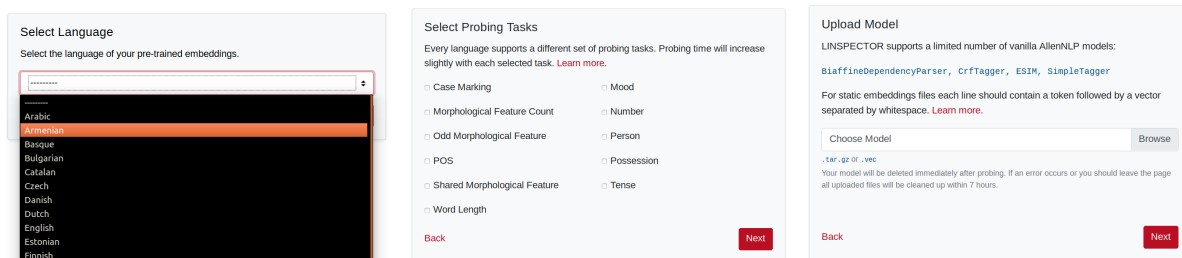 Select Language
Select the language of your pre-trained embeddings.
---------
---------
Arabic
Armenian
Basque
Bulgarian
Catalan
Czech
Danish
Dutch
English
Estonian
Finnish
Select Probing Tasks
Every language supports a different set of probing tasks. Probing time will increase
slightly with each selected task. Learn more.
Case Marking
Mood
Morphological Feature Count
Number
Odd Morphological Feature
Person
POS
Possession
Shared Morphological Feature
Tense
Word Length
Back
Next
Upload Model
LINSPECTOR supports a limited number of vanilla AllenNLP models:
BiaffineDependencyParser, CrfTagger, ESIM, SimpleTagger
For static embeddings files each line should contain a token followed by a vector
separated by whitespace. Learn more.
Choose Model
Browse
.tar.gz or .vec
Your model will be deleted immediately after probing. If an error occurs or you should leave the page
all uploaded files will be cleaned up within 7 hours.
Back
Next